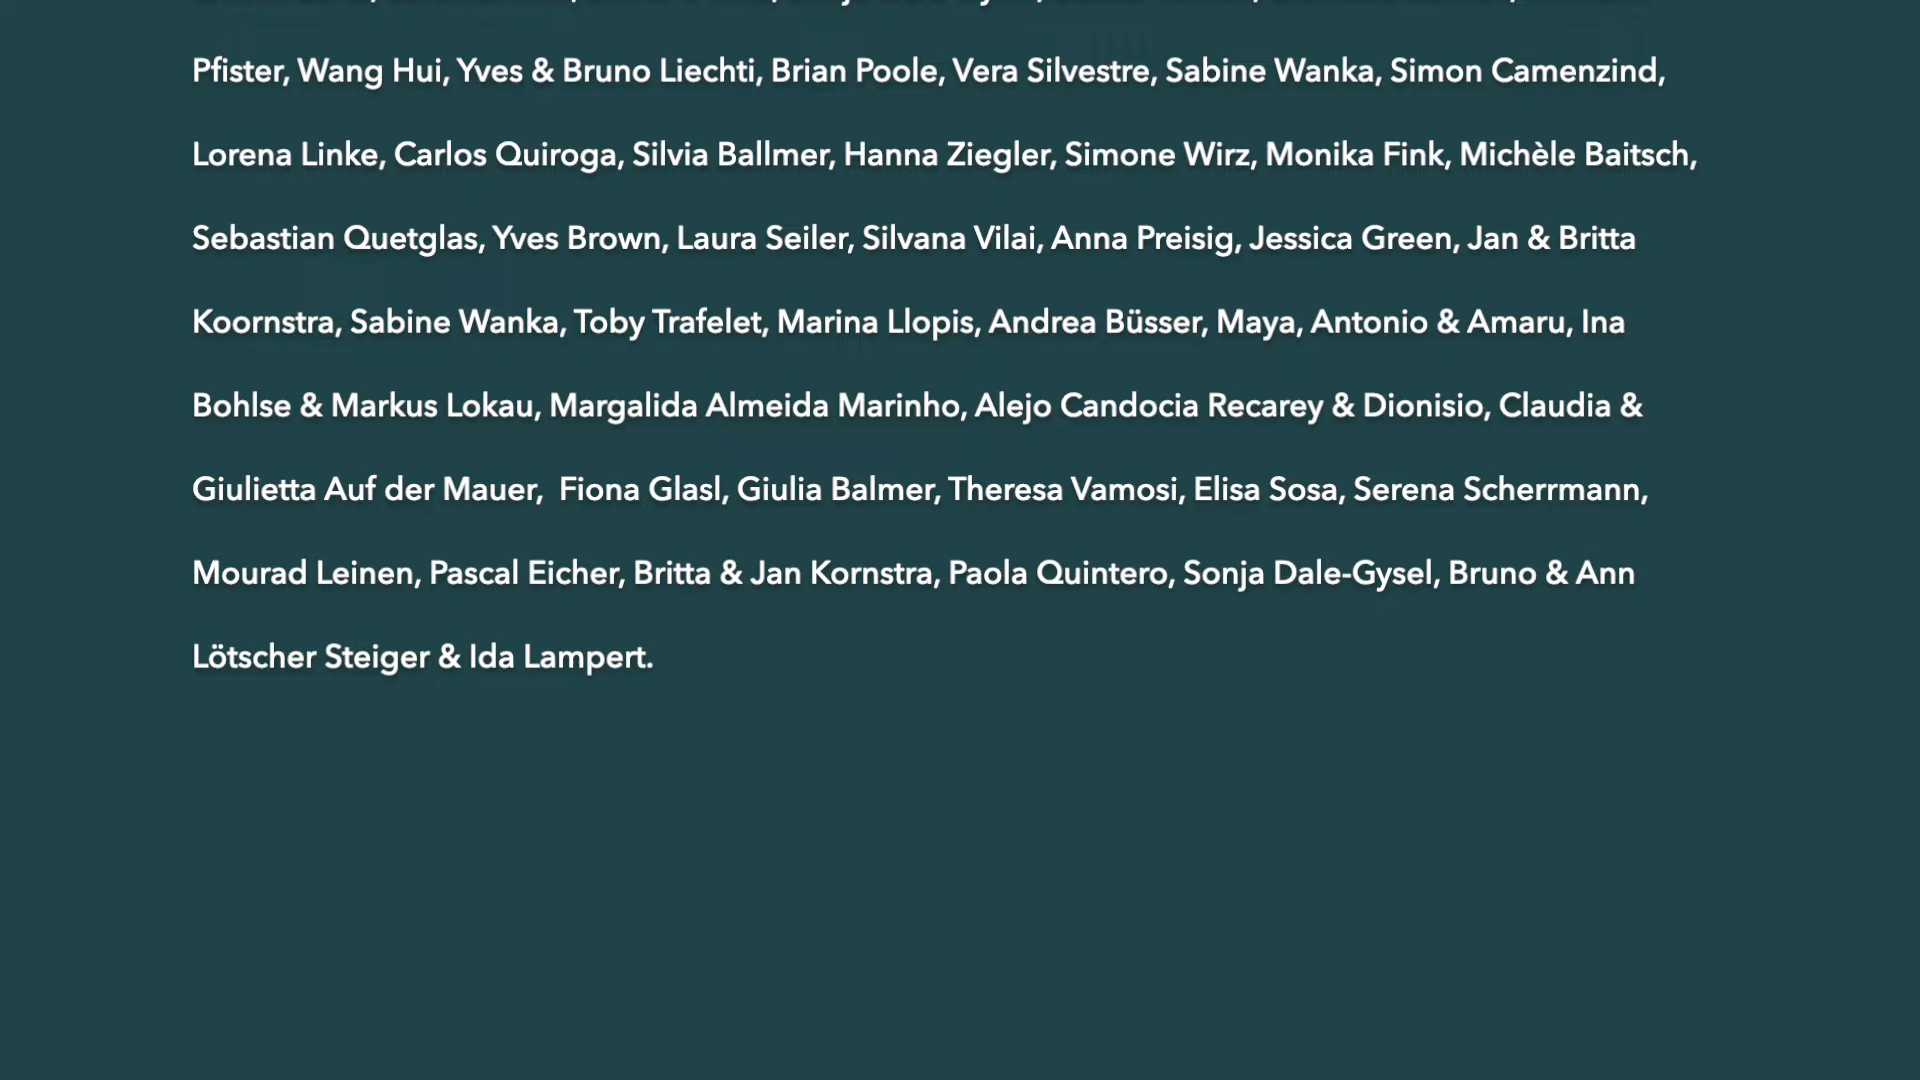 Pfister, Wang Hui, Yves & Bruno Liechti, Brian Poole, Vera Silvestre, Sabine Wanka, Simon Camenzind,
Lorena Linke, Carlos Quiroga, Silvia Ballmer, Hanna Ziegler, Simone Wirz, Monika Fink, Michèle Baitsch,
Sebastian Quetglas, Yves Brown, Laura Seiler, Silvana Vilai, Anna Preisig, Jessica Green, Jan & Britta
Koornstra, Sabine Wanka, Toby Trafelet, Marina Llopis, Andrea Büsser, Maya, Antonio & Amaru, Ina
Bohlse & Markus Lokau, Margalida Almeida Marinho, Alejo Candocia Recarey & Dionisio, Claudia &
Giulietta Auf der Mauer,  Fiona Glasl, Giulia Balmer, Theresa Vamosi, Elisa Sosa, Serena Scherrmann,
Mourad Leinen, Pascal Eicher, Britta & Jan Kornstra, Paola Quintero, Sonja Dale-Gysel, Bruno & Ann
Lötscher Steiger & Ida Lampert.